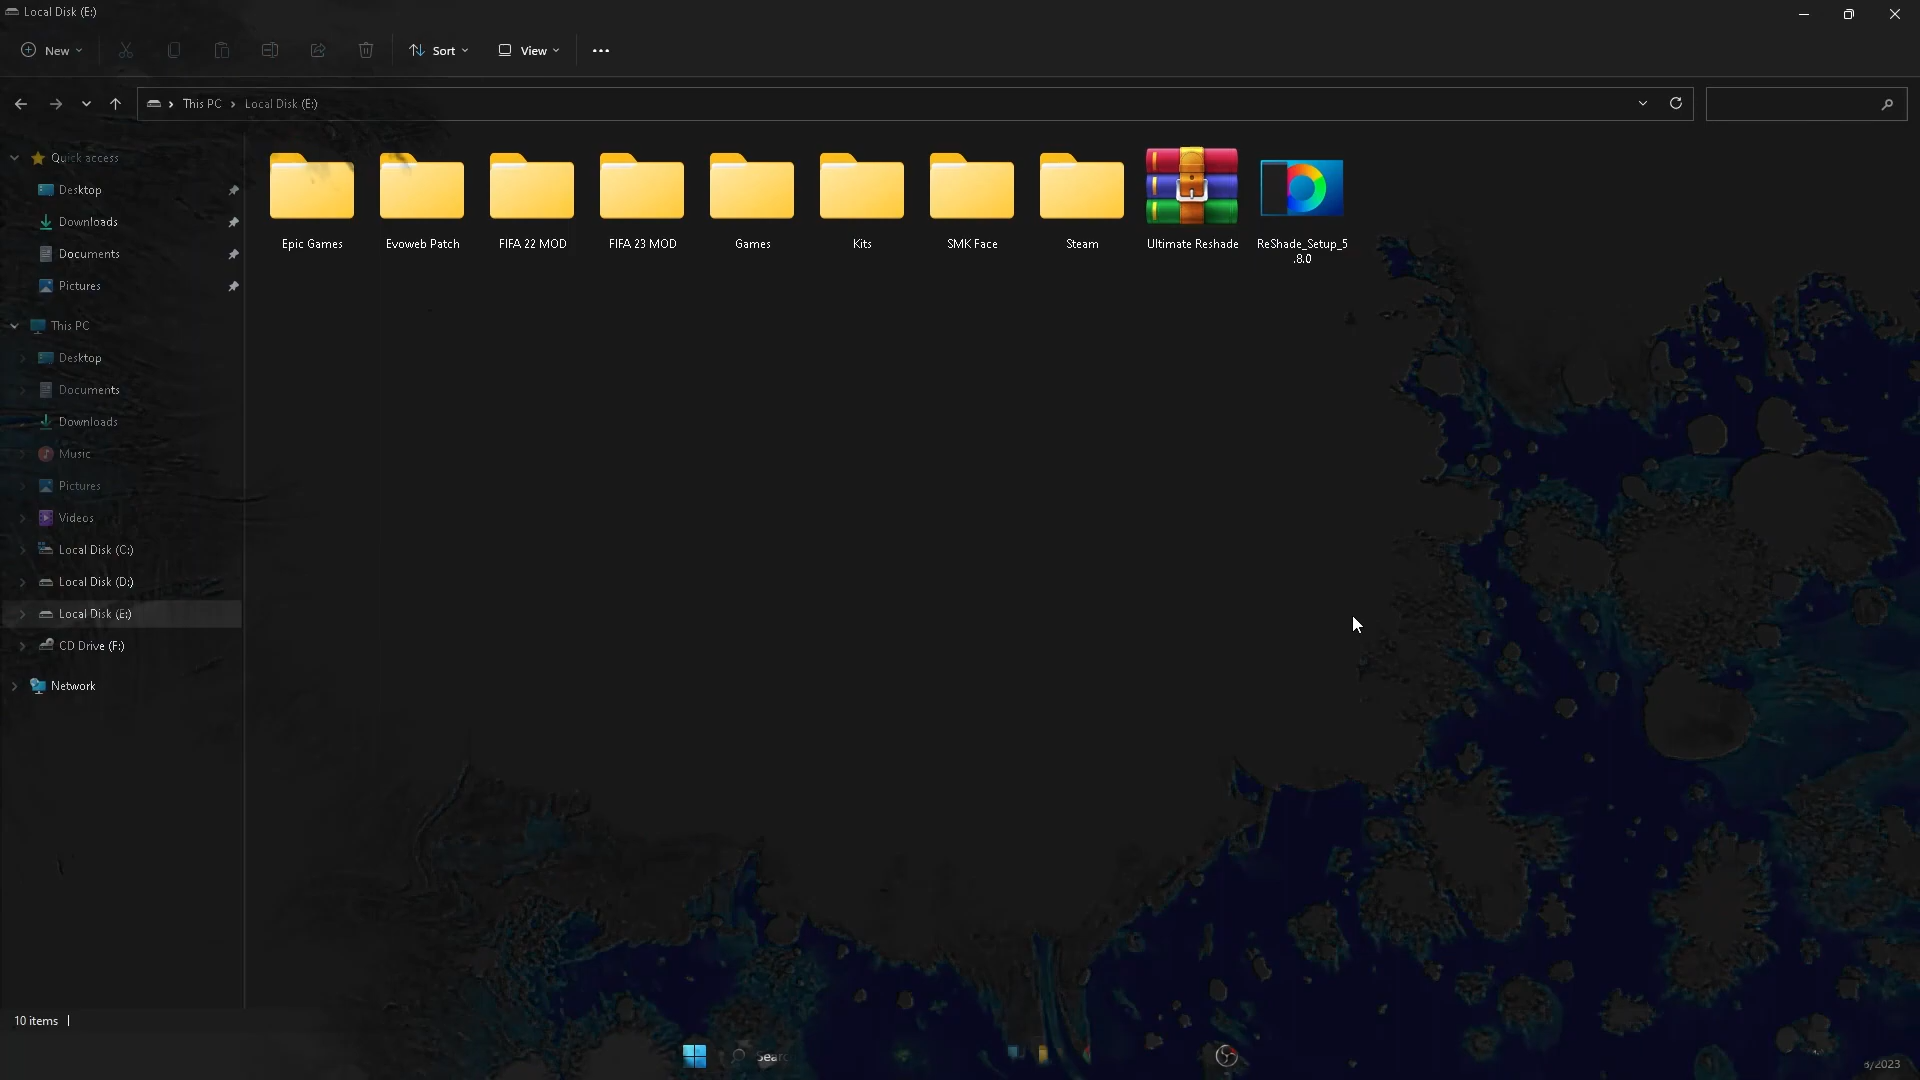 Local Disk (E:)
New
Sort
View
This PC
Local Disk (E:)
Quick access
Desktop
Downloads
Documents
Pictures
This PC
Desktop
Documents
Downloads
Music
Pictures
Videos
Local Disk (C:)
Local Disk (D:)
Local Disk (E:)
CD Drive (F:)
Network
Epic Games
Evoweb Patch
FIFA 22 MOD
FIFA 23 MOD
Games
Kits
SMK Face
Steam
Ultimate Reshade
ReShade_Setup_5
.8.0
10 items